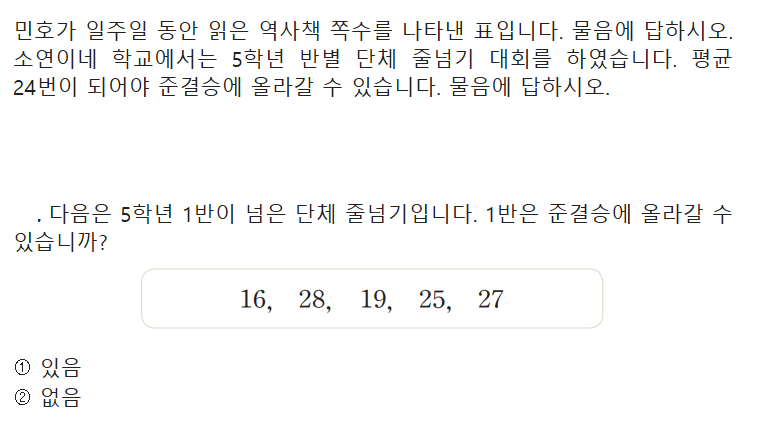 민호가 일주일 동안 읽은 역사책 쪽수를 나타낸 표입니다. 물음에 답하시오.
소연이네 학교에서는 5학년 반별 단체 줄넘기 대회를 하였습니다. 평균
24번이 되어야 준결승에 올라갈 수 있습니다. 물음에 답하시오.
. 다음은 5학년 1반이 넘은 단체 줄넘기입니다. 1반은 준결승에 올라갈 수
있습니까?
16, 28, 19, 25, 27
① 있음
② 없음